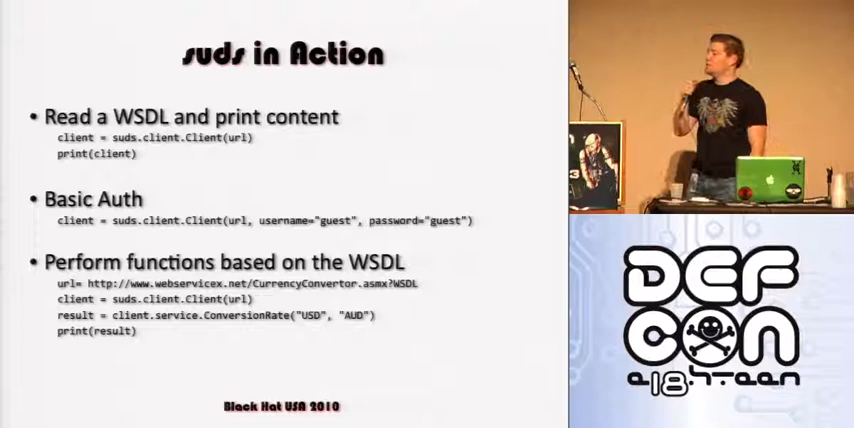 suds in Action
• Read a WSDL and print content
client = suds.client.Client(url)
print(client)
• Basic Auth
client = suds.client.Client(url, username="guest", password="guest")
• Perform functions based on the WSDL
url= http://www.webservicex.net/CurrencyConvertor.asmx?WSDL
client = suds.client.Client(url)
result = client.service.ConversionRate("USD", "AUD")
print(result)
Black Hat USA 2010
DEF
CON
e18hteen